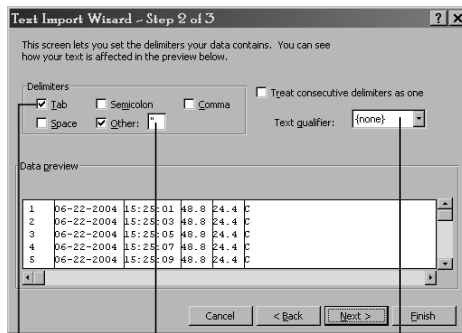 Text Import Wizard - Step 2 of 3
This screen lets you set the delimiters your data contains. You can see
how your text is affected in the preview below.
Delimiters
Tab Semicolon Comma
Space Other: "
Treat consecutive delimiters as one
Text qualifier: {none}
Data preview
1 06-22-2004 15:25:01 48.8 24.4 C
2 06-22-2004 15:25:03 48.8 24.4 C
3 06-22-2004 15:25:05 48.8 24.4 C
4 06-22-2004 15:25:07 48.8 24.4 C
5 06-22-2004 15:25:09 48.8 24.4 C
Cancel < Back Next > Finish